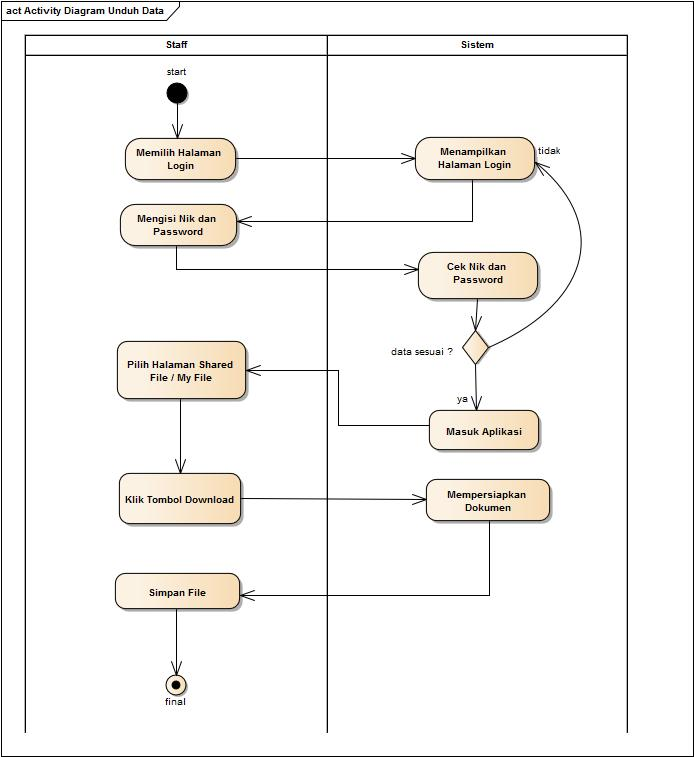 act Activity Diagram Unduh Data
Staff
Sistem
start
Memilih Halaman
Login
Menampilkan
Halaman Login
tidak
Mengisi Nik dan
Password
Cek Nik dan
Password
data sesuai ?
Pilih Halaman Shared
File / My File
ya
Masuk Aplikasi
Klik Tombol Download
Mempersiapkan
Dokumen
Simpan File
final